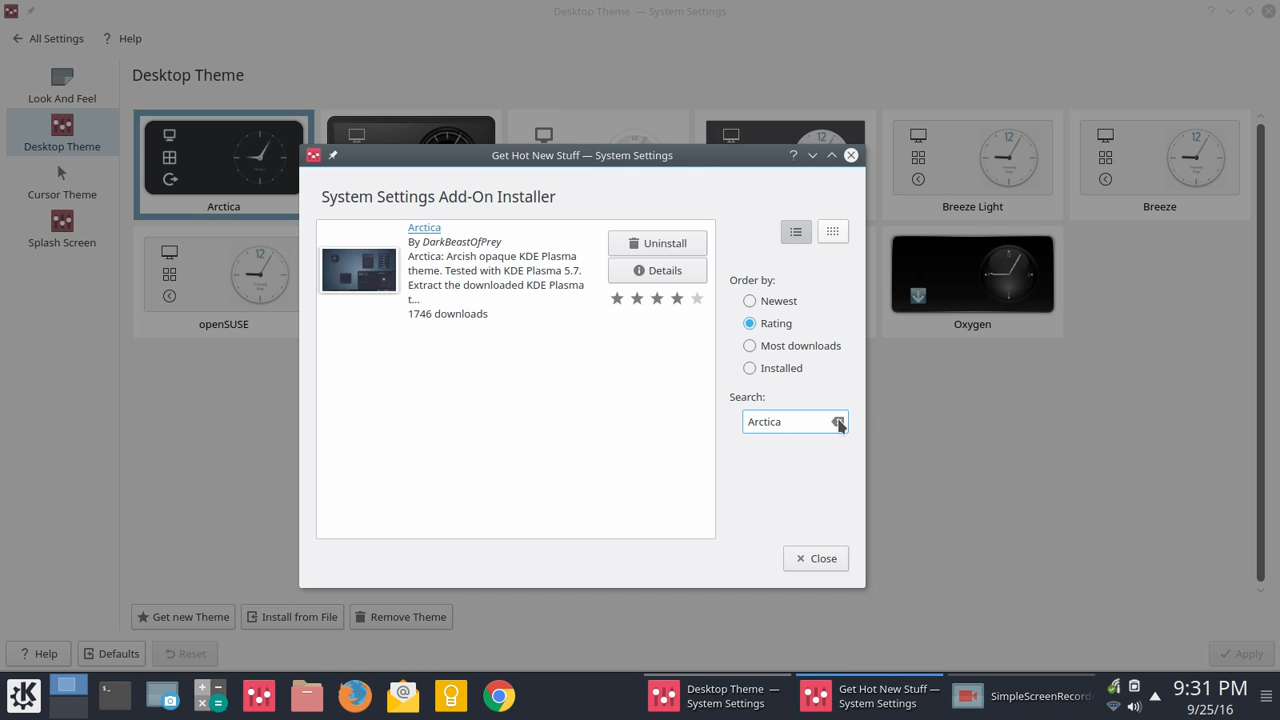 Desktop Theme — System Settings
All Settings
Help
Look And Feel
Desktop Theme
Cursor Theme
Splash Screen
Desktop Theme
Arctica
12
12
12
Breeze Light
Breeze
openSUSE
12
Oxygen
Get Hot New Stuff — System Settings
System Settings Add-On Installer
Arctica
By DarkBeastOfPrey
Arctica: Arcish opaque KDE Plasma
theme. Tested with KDE Plasma 5.7.
Extract the downloaded KDE Plasma
t...
1746 downloads
Uninstall
Details
Order by:
Newest
Rating
Most downloads
Installed
Search:
Arctica
Close
Get new Theme
Install from File
Remove Theme
Help
Defaults
Reset
Apply
Desktop Theme —
System Settings
Get Hot New Stuff —
System Settings
SimpleScreenRecord
9:31 PM
9/25/16